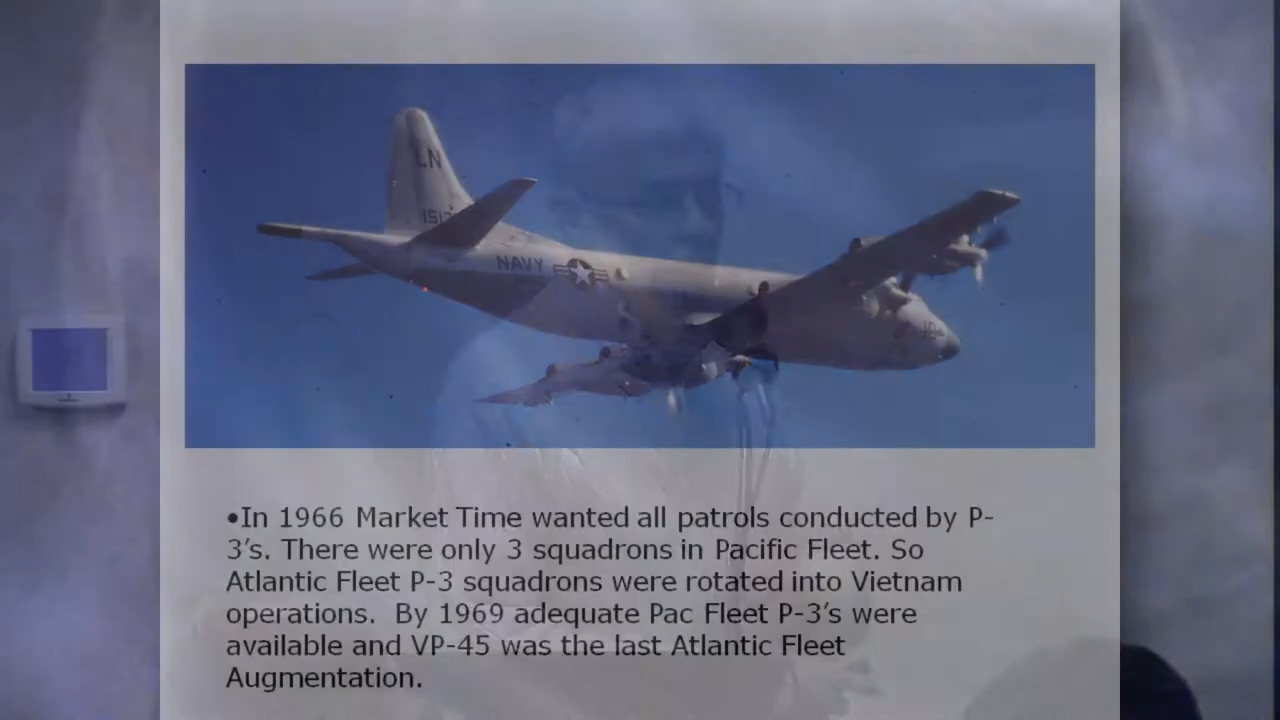 LN
NAVY
•In 1966 Market Time wanted all patrols conducted by P-
3’s. There were only 3 squadrons in Pacific Fleet. So
Atlantic Fleet P-3 squadrons were rotated into Vietnam
operations.  By 1969 adequate Pac Fleet P-3’s were
available and VP-45 was the last Atlantic Fleet
Augmentation.